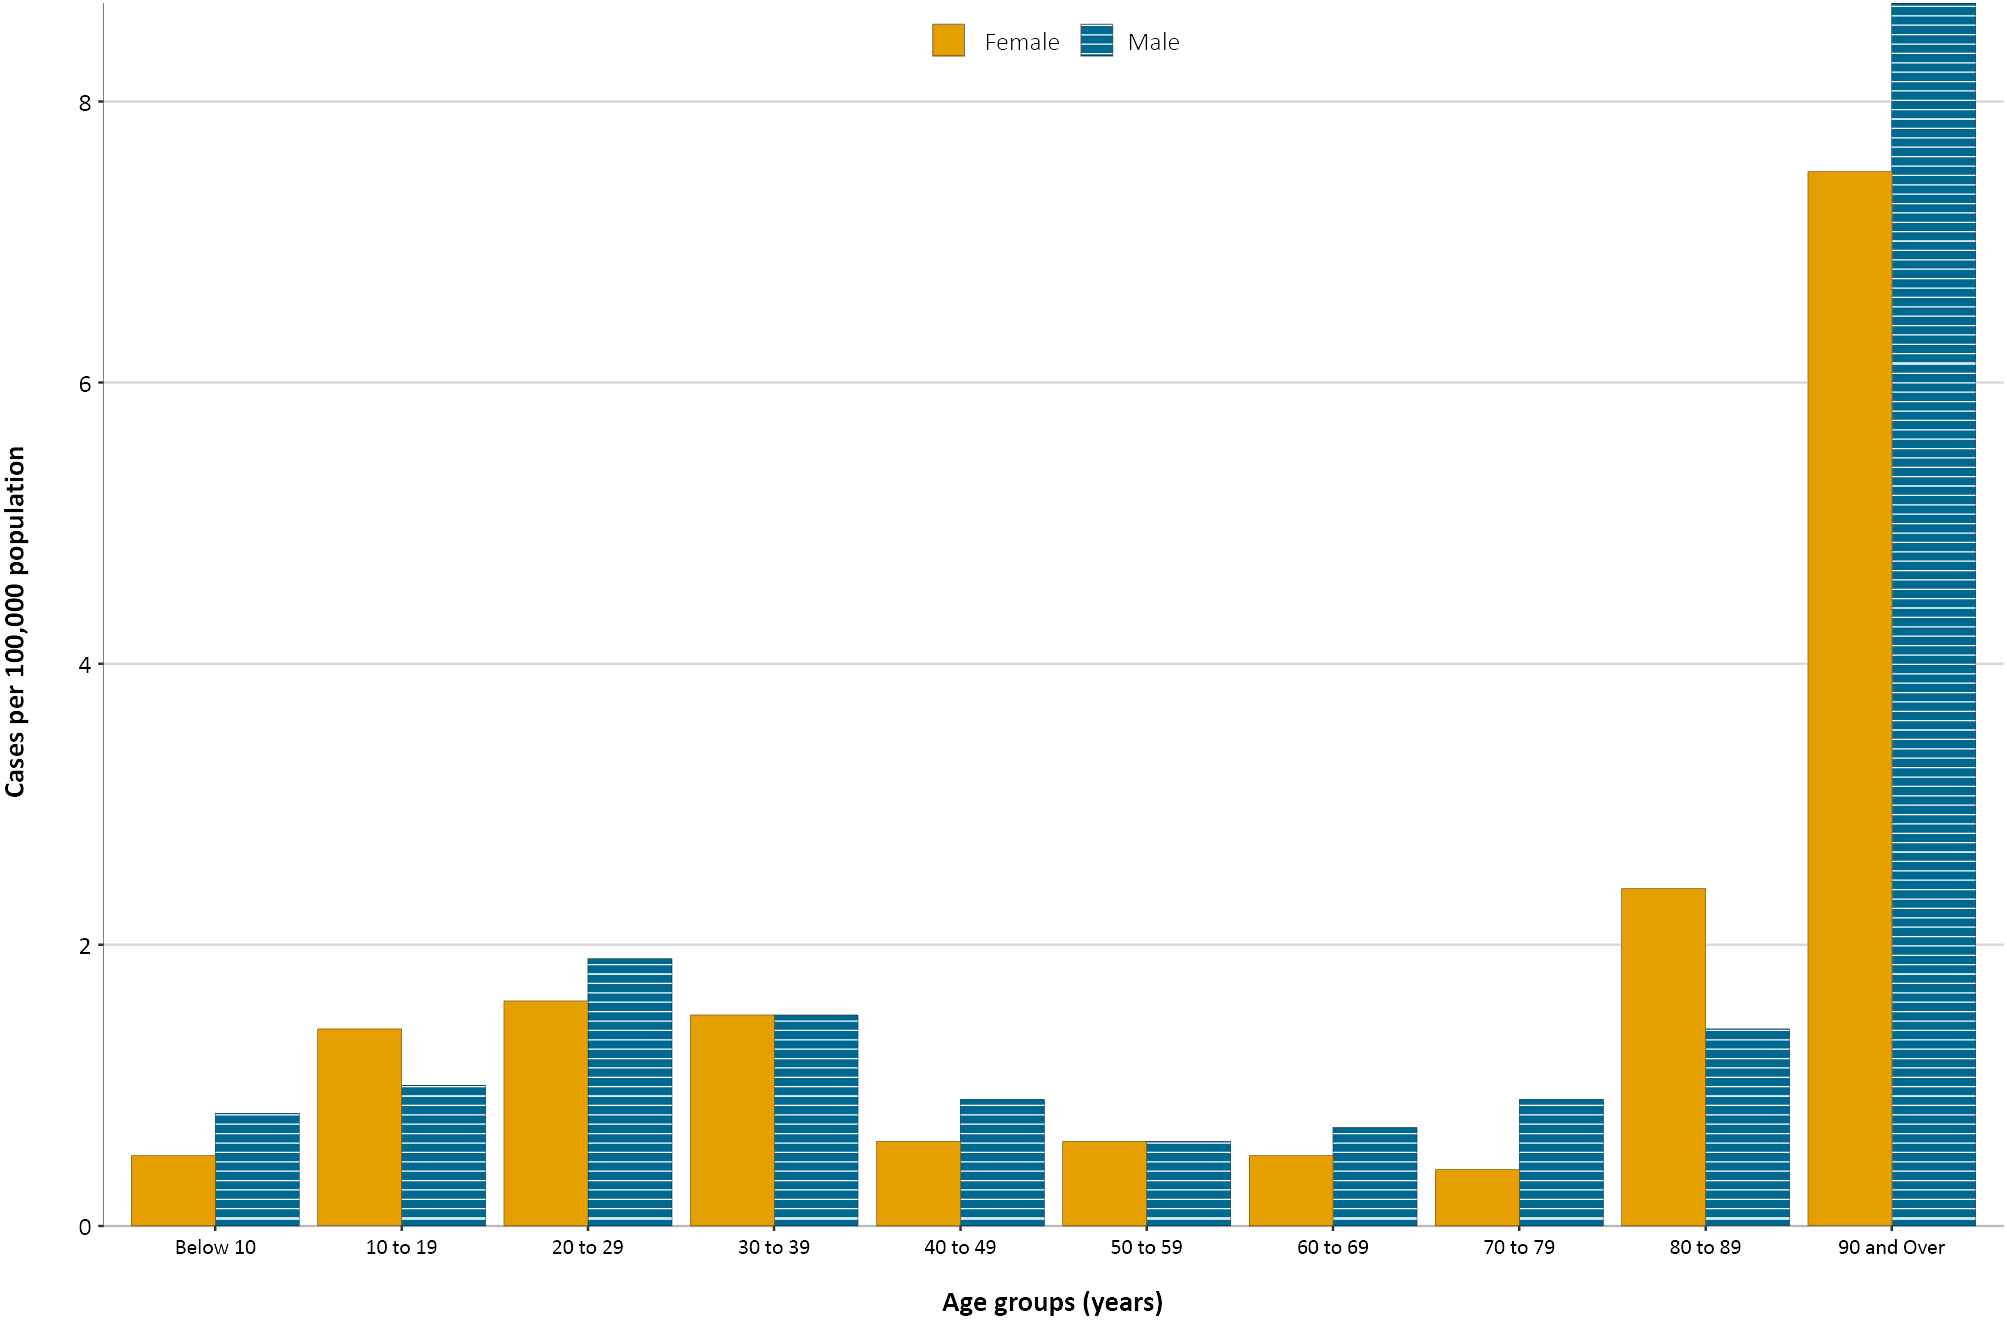 Female Male
8
6
4
2
0
Cases per 100,000 population
Below 10 10 to 19 20 to 29 30 to 39 40 to 49 50 to 59 60 to 69 70 to 79 80 to 89 90 and Over
Age groups (years)